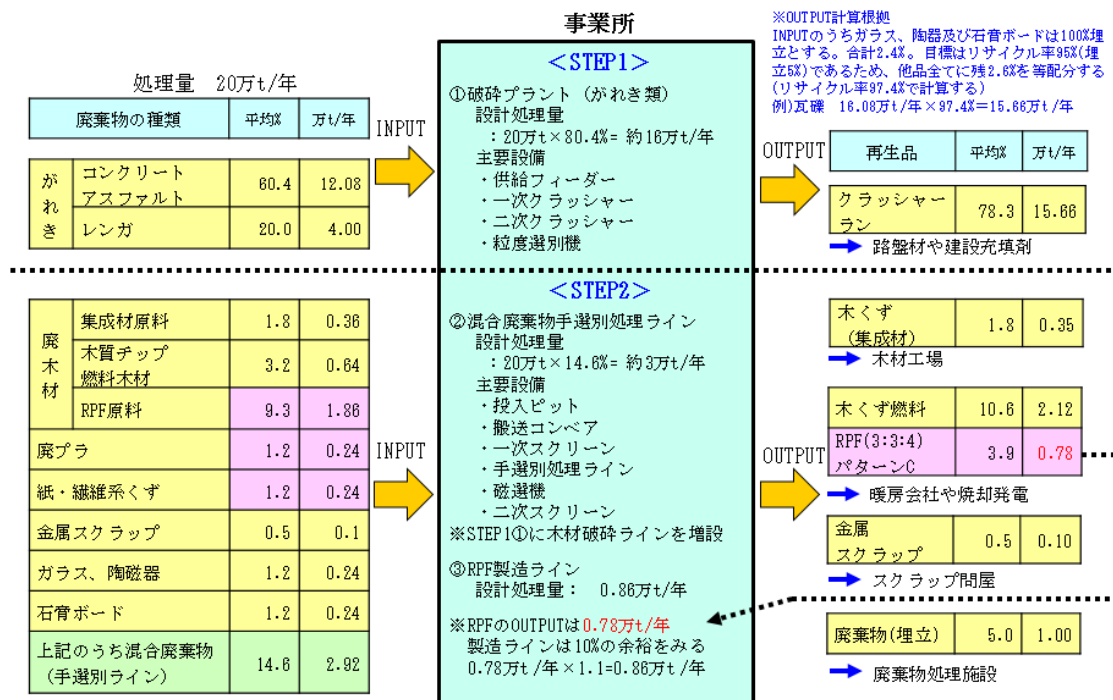 事業所
※OUTPUT計算根拠
INPUTのうちガラス、陶器及び石膏ボードは100%埋
立とする。合計2.4%。目標はリサイクル率95%(埋
立5%)であるため、他品全てに残2.6%を等配分する
(リサイクル率97.4%で計算する)
例)瓦礫 16.08万t/年×97.4%=15.66万t/年
処理量 20万t/年
廃棄物の種類 平均% 万t/年
がれき
コンクリート
アスファルト 60.4 12.08
レンガ 20.0 4.00
INPUT
<STEP1>
①破砕プラント (がれき類)
設計処理量
:20万t×80.4%= 約16万t/年
主要設備
・供給フィーダー
・一次クラッシャー
・二次クラッシャー
・粒度選別機
OUTPUT
再生品 平均% 万t/年
クラッシャー
ラン 78.3 15.66
路盤材や建設充填剤
廃木材
集成材原料 1.8 0.36
木質チップ
燃料木材 3.2 0.64
RPF原料 9.3 1.86
廃プラ 1.2 0.24
紙・繊維系くず 1.2 0.24
金属スクラップ 0.5 0.1
ガラス、陶磁器 1.2 0.24
石膏ボード 1.2 0.24
上記のうち混合廃棄物
(手選別ライン) 14.6 2.92
INPUT
<STEP2>
②混合廃棄物手選別処理ライン
設計処理量
:20万t×14.6%= 約3万t/年
主要設備
・投入ピット
・搬送コンベア
・一次スクリーン
・手選別処理ライン
・磁選機
・二次スクリーン
※STEP1①に木材破砕ラインを増設
③RPF製造ライン
設計処理量: 0.86万t/年
※RPFのOUTPUTは0.78万t/年
製造ラインは10%の余裕をみる
0.78万t/年×1.1=0.86万t/年
OUTPUT
木くず
(集成材) 1.8 0.35
木材工場
木くず燃料 10.6 2.12
RPF(3:3:4)
パターンC 3.9 0.78
暖房会社や焼却発電
金属
スクラップ 0.5 0.10
スクラップ問屋
廃棄物(埋立) 5.0 1.00
廃棄物処理施設